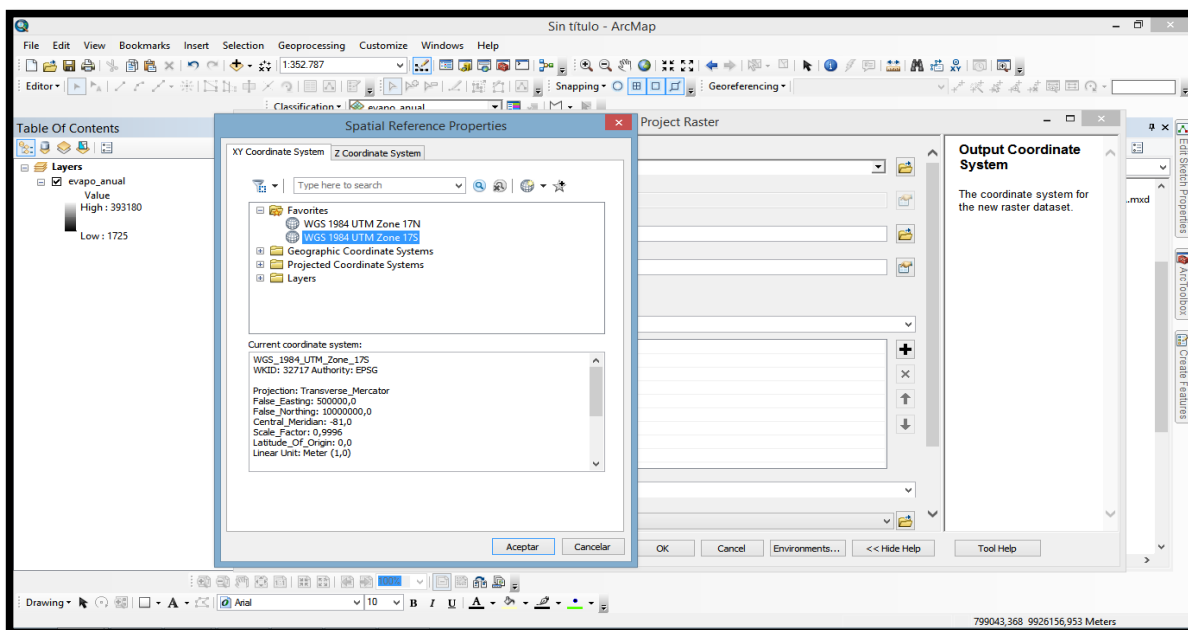 Sin título - ArcMap
File Edit View Bookmarks Insert Selection Geoprocessing Customize Windows Help
1:352.787
Editor Snapping Georeferencing
Classification evapo_anual
Table Of Contents
Layers
evapo_anual
Value
High : 393180
Low : 1725
Spatial Reference Properties
XY Coordinate System Z Coordinate System
Type here to search
Favorites
WGS 1984 UTM Zone 17N
WGS 1984 UTM Zone 17S
Geographic Coordinate Systems
Projected Coordinate Systems
Layers
Current coordinate system:
WGS_1984_UTM_Zone_17S
WKID: 32717 Authority: EPSG
Projection: Transverse_Mercator
False_Easting: 500000,0
False_Northing: 10000000,0
Central_Meridian: -81,0
Scale_Factor: 0,9996
Latitude_Of_Origin: 0,0
Linear Unit: Meter (1,0)
Aceptar Cancelar
Project Raster
OK Cancel Environments... << Hide Help Tool Help
Output Coordinate
System
The coordinate system for
the new raster dataset.
.mxd
Edit Sketch Properties
ArcToolbox
Create Features
100%
Drawing A Arial 10 B I U A
799043,368 9926156,953 Meters